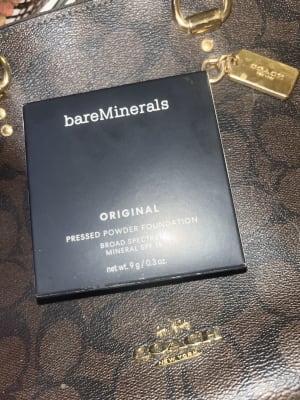 COACH
bareMinerals
ORIGINAL
PRESSED POWDER FOUNDATION
BROAD SPECTRUM
MINERAL SPF 15
net wt. 9 g / 0.3 oz.
COACH
NEW YORK